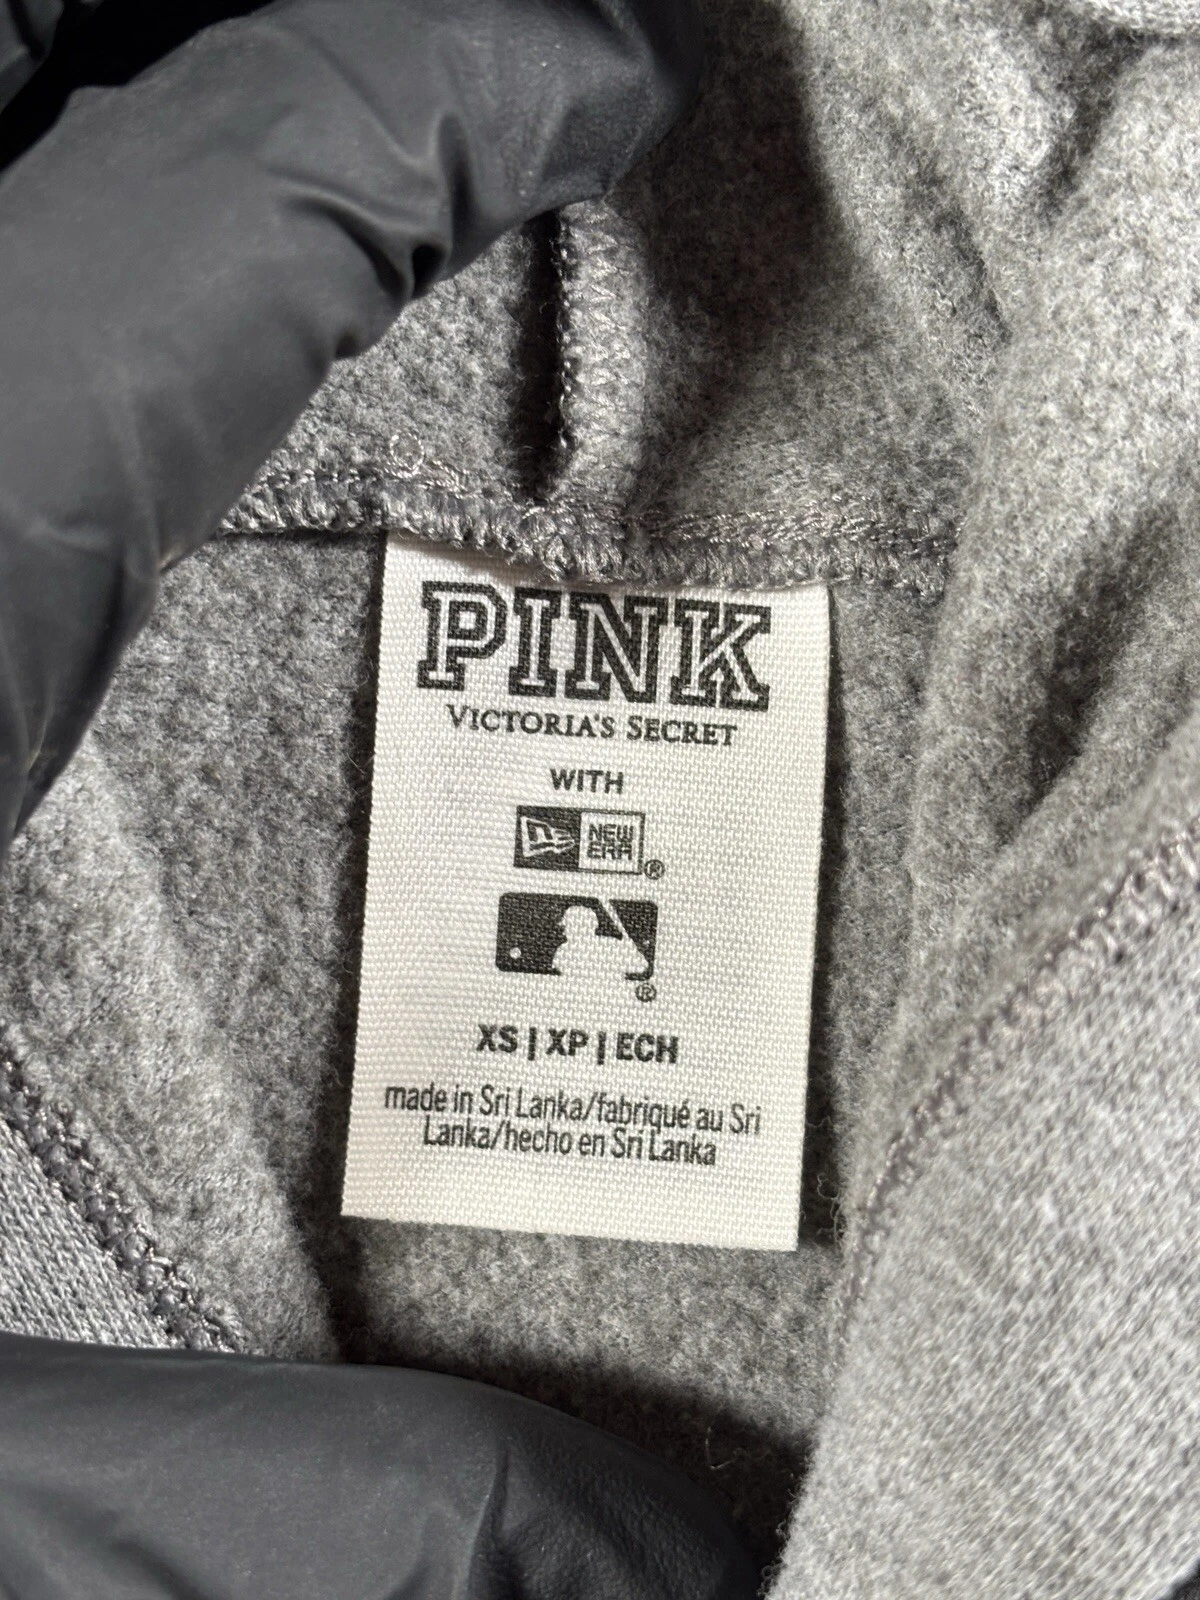 PINK
VICTORIA'S SECRET
WITH
NEW
ERA®
®
XS | XP | ECH
made in Sri Lanka/fabriqué au Sri
Lanka/hecho en Sri Lanka